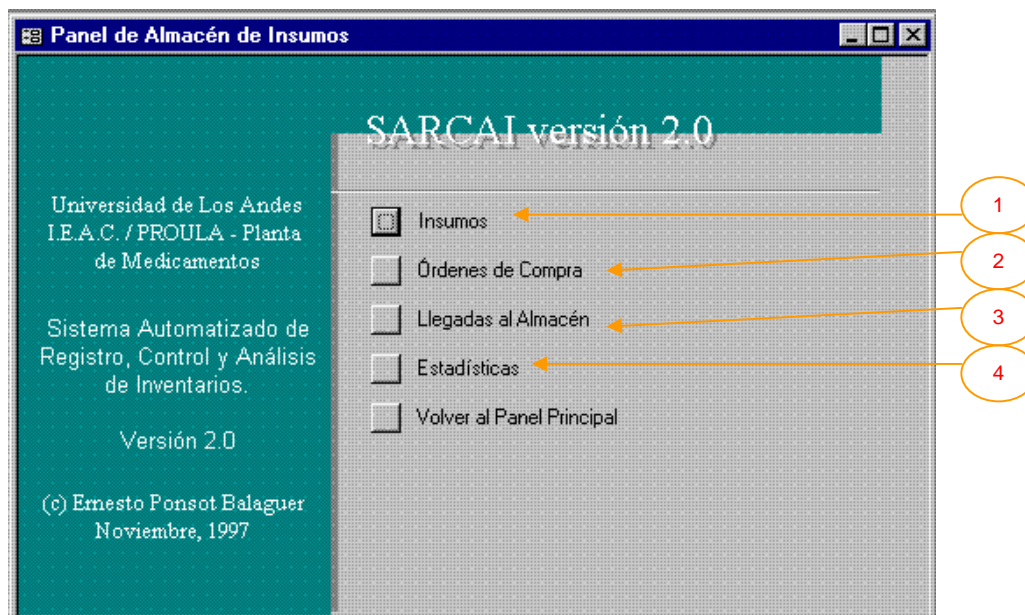 Panel de Almacén de Insumos
SARCAI versión 2.0
Universidad de Los Andes
I.E.A.C. / PROULA - Planta
de Medicamentos
Sistema Automatizado de
Registro, Control y Análisis
de Inventarios.
Versión 2.0
(c) Ernesto Ponsot Balaguer
Noviembre, 1997
Insumos
Órdenes de Compra
Llegadas al Almacén
Estadísticas
Volver al Panel Principal
1
2
3
4